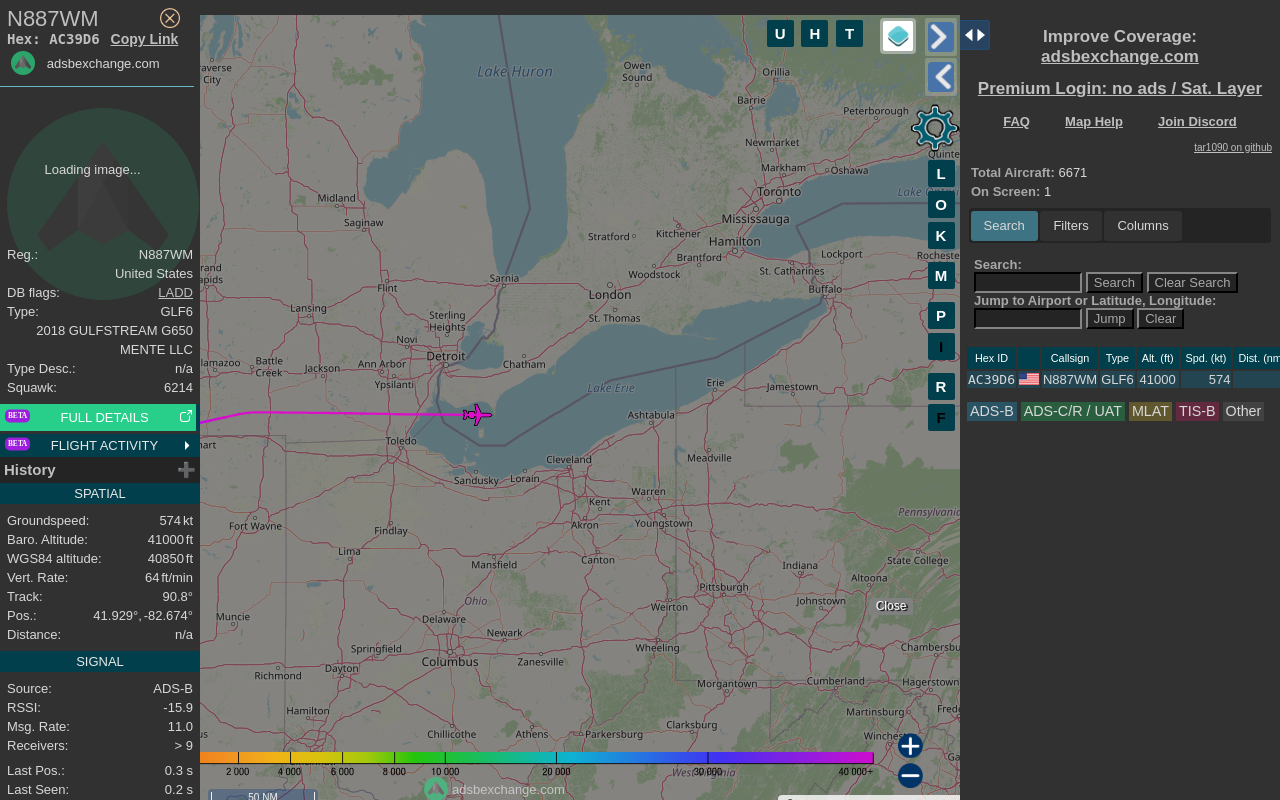 N887WM
Hex: AC39D6 Copy Link
adsbexchange.com
Loading image...
Reg.: N887WM
United States
DB flags: LADD
Type: GLF6
2018 GULFSTREAM G650
MENTE LLC
Type Desc.: n/a
Squawk: 6214
BETA FULL DETAILS
BETA FLIGHT ACTIVITY
History
SPATIAL
Groundspeed: 574 kt
Baro. Altitude: 41000 ft
WGS84 altitude: 40850 ft
Vert. Rate: 64 ft/min
Track: 90.8°
Pos.: 41.929°, -82.674°
Distance: n/a
SIGNAL
Source: ADS-B
RSSI: -15.9
Msg. Rate: 11.0
Receivers: > 9
Last Pos.: 0.3 s
Last Seen: 0.2 s
U H T
L
O
K
M
P
I
R
F
Lake Huron
Owen Sound
Orillia
Barrie
Peterborough
Newmarket
Markham
Oshawa
Quinte
Toronto
Mississauga
Midland
Saginaw
Stratford
Kitchener
Hamilton
Brantford
Lockport
Woodstock
St. Catharines
Sarnia
Flint
London
Buffalo
Lansing
Sterling Heights
St. Thomas
Novi
Detroit
Battle Creek
Jackson
Ann Arbor
Chatham
Ypsilanti
Lake Erie
Erie
Jamestown
Ashtabula
Toledo
Cleveland
Meadville
Sandusky
Lorain
Warren
Kent
Fort Wayne
Findlay
Akron
Youngstown
Pennsylvania
Lima
Mansfield
Canton
Indiana
State College
Altoona
Pittsburgh
Ohio
Muncie
Delaware
Weirton
Johnstown
Close
Newark
Springfield
Columbus
Zanesville
Wheeling
Chambersbu
Richmond
Dayton
Morgantown
Cumberland
Hagerstown
Hamilton
Martinsburg
Clarksburg
Chillicothe
Athens
Parkersburg
Winchest
West Virginia
2 000 4 000 6 000 8 000 10 000 20 000 30 000 40 000+
50 NM
adsbexchange.com
Improve Coverage:
adsbexchange.com
Premium Login: no ads / Sat. Layer
FAQ Map Help Join Discord
tar1090 on github
Total Aircraft: 6671
On Screen: 1
Search Filters Columns
Search:
Search Clear Search
Jump to Airport or Latitude, Longitude:
Jump Clear
Hex ID Callsign Type Alt. (ft) Spd. (kt) Dist. (nm
AC39D6 N887WM GLF6 41000 574
ADS-B ADS-C/R / UAT MLAT TIS-B Other